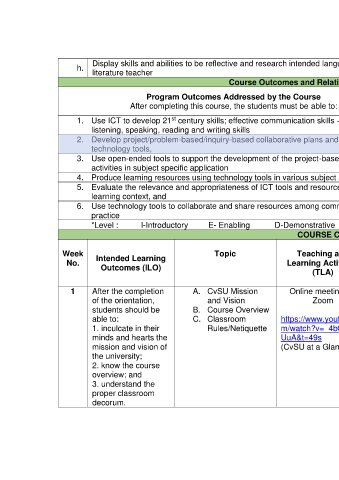 h. Display skills and abilities to be reflective and research intended
literature teacher
Course Outcomes and
Program Outcomes Addressed by the Course
After completing this course, the students must be able to:
1. Use ICT to develop 21st century skills; effective communication skills -
listening, speaking, reading and writing skills
2. Develop project/problem-based/inquiry-based collaborative plans and
technology tools,
3. Use open-ended tools to support the development of the project-base
activities in subject specific application
4. Produce learning resources using technology tools in various subject
5. Evaluate the relevance and appropriateness of ICT tools and resourc
learning context, and
6. Use technology tools to collaborate and share resources among com
practice
*Level : I-Introductory E- Enabling D-Demonstrative
COURSE C
Week
No.
Intended Learning
Outcomes (ILO)
Topic
Teaching a
Learning Acti
(TLA)
1
After the completion
of the orientation,
students should be
able to:
1. inculcate in their
minds and hearts the
mission and vision of
the university;
2. know the course
overview; and
3. understand the
proper classroom
decorum.
A. CvSU Mission
and Vision
B. Course Overview
C. Classroom
Rules/Netiquette
Online meetin
Zoom
https://www.you
m/watch?v=_4b
UuA&t=49s
(CvSU at a Glan